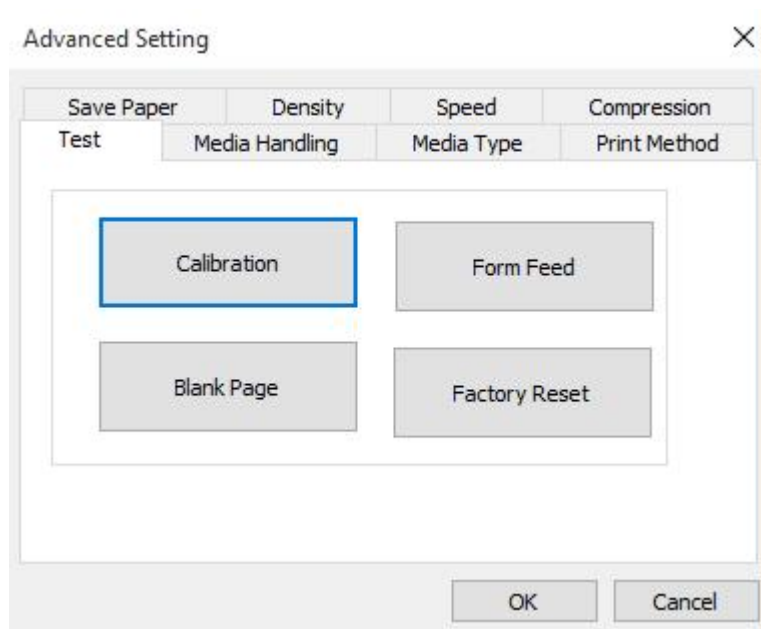 Advanced Setting
Save Paper Density Speed Compression
Test Media Handling Media Type Print Method
Calibration Form Feed
Blank Page Factory Reset
OK Cancel